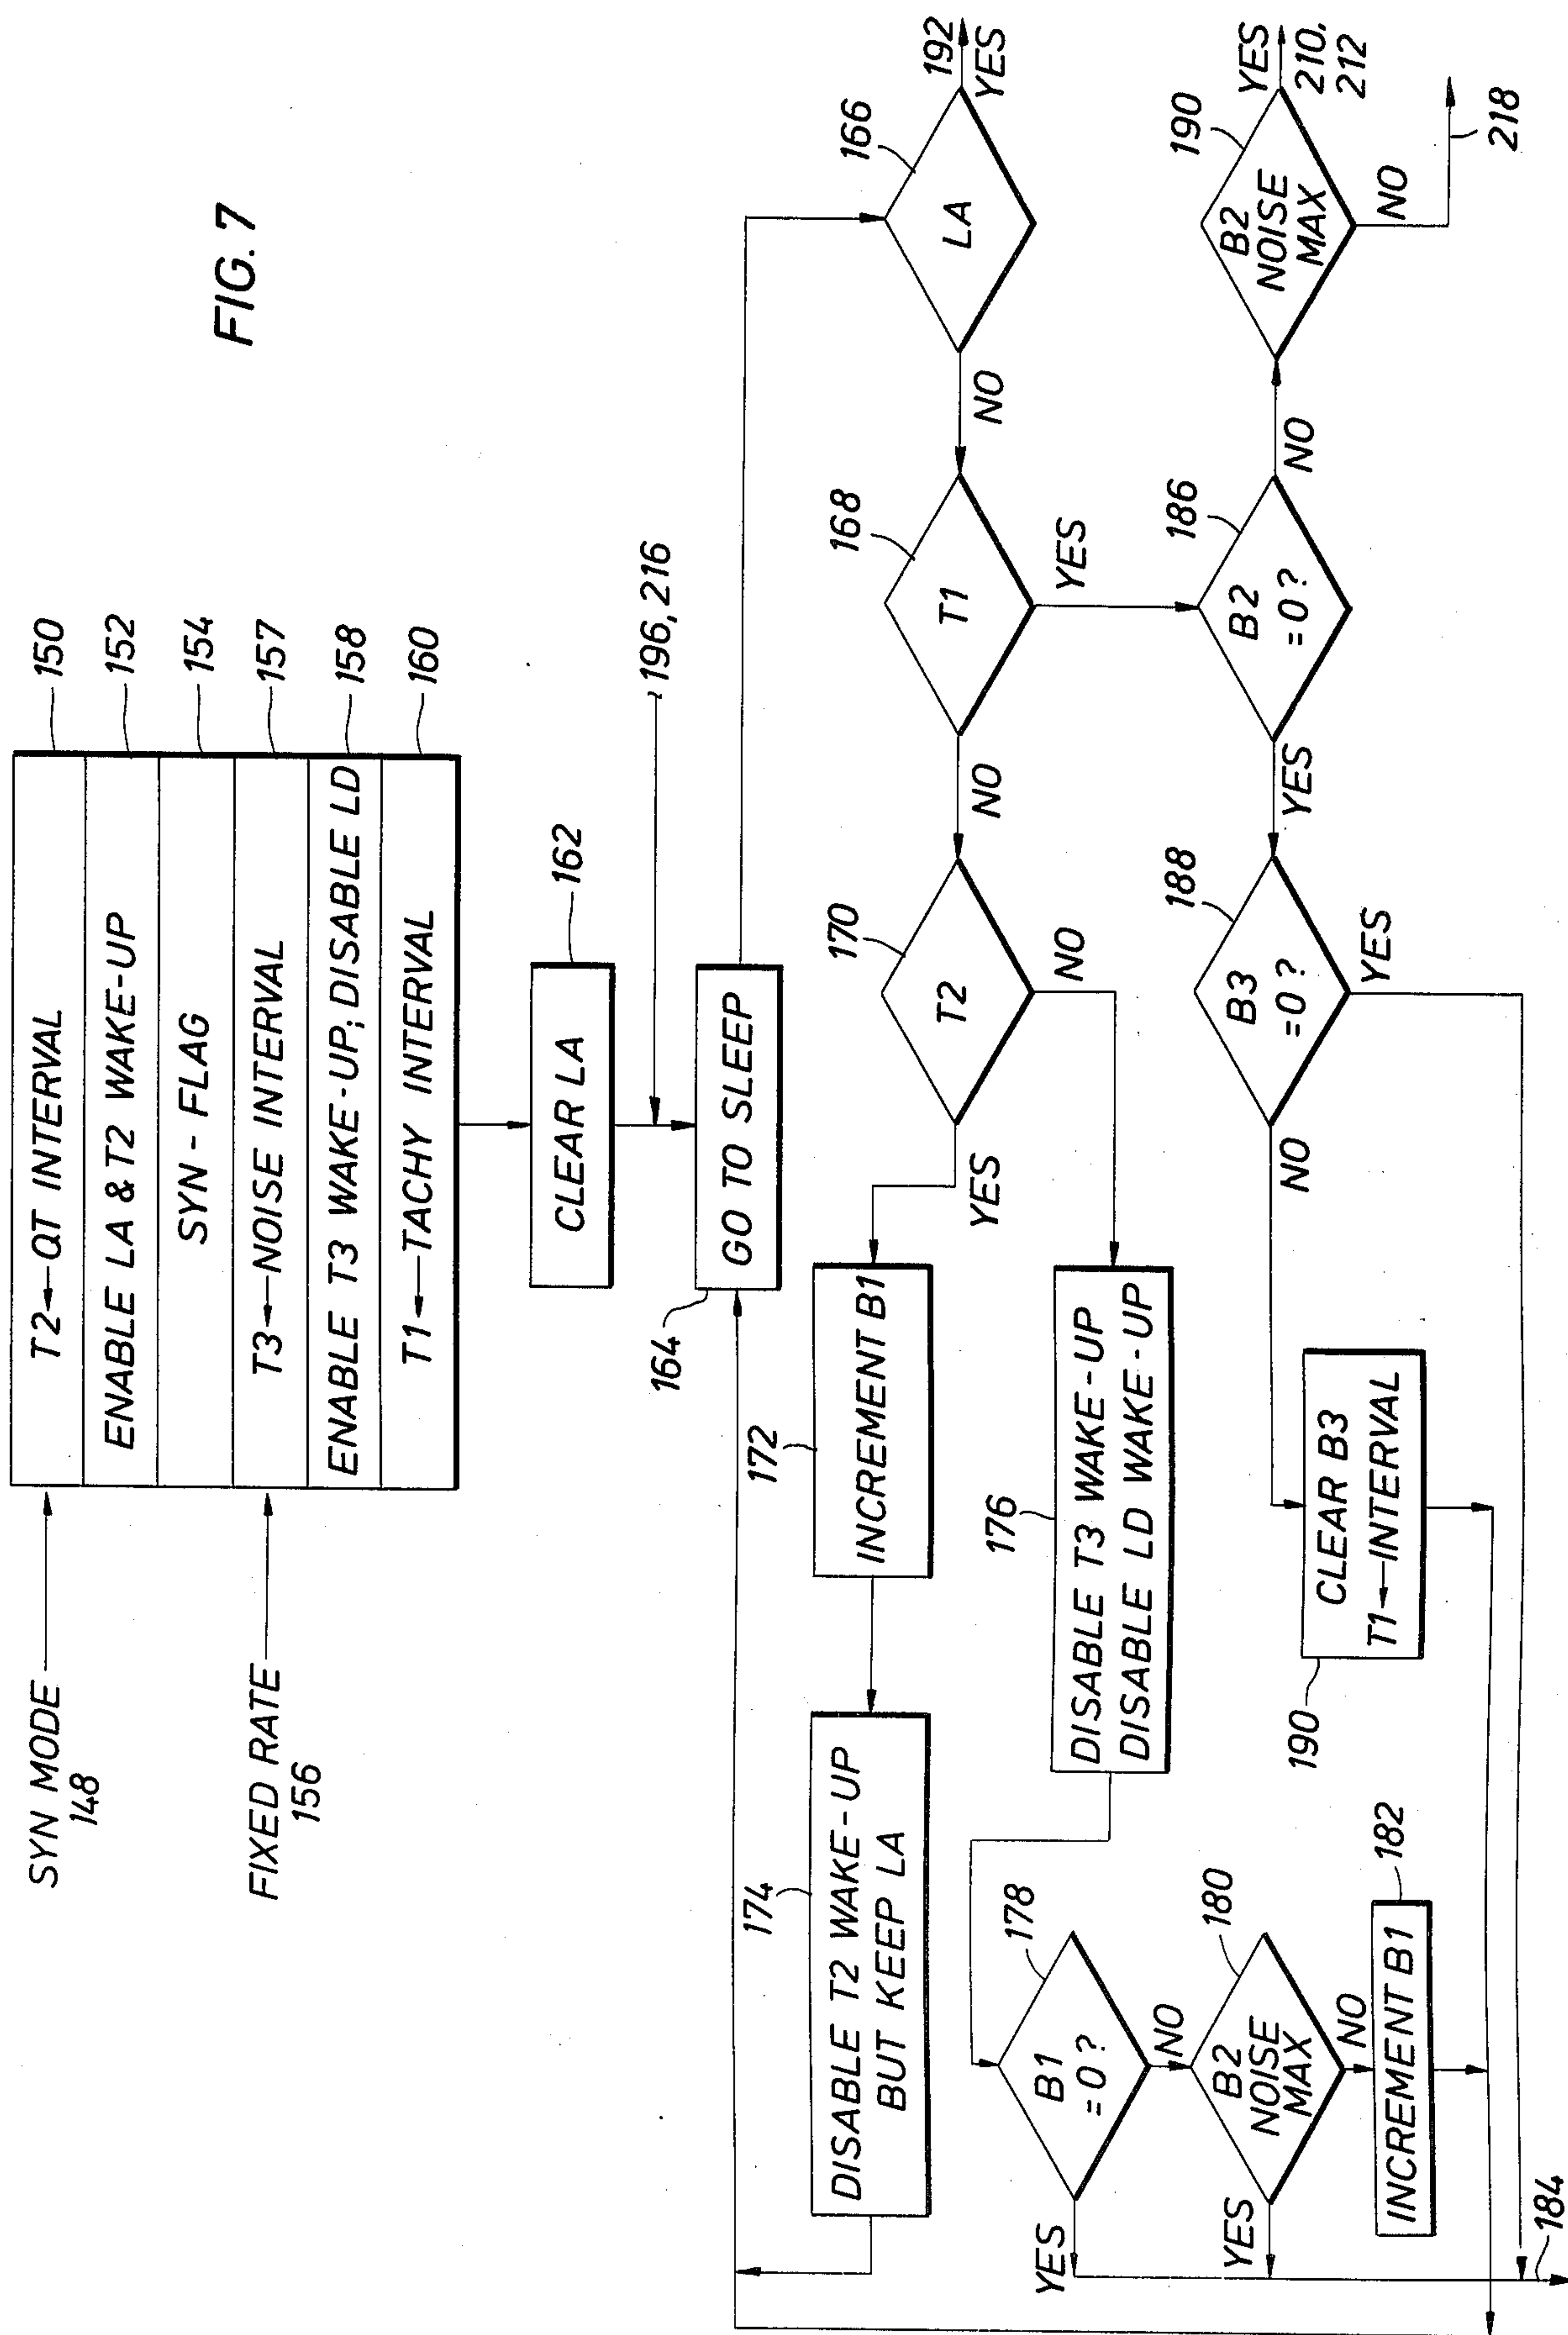 FIG. 7
SYN MODE
148
FIXED RATE
156
T2←QT INTERVAL
150
ENABLE LA & T2 WAKE-UP
152
SYN - FLAG
154
T3←NOISE INTERVAL
157
ENABLE T3 WAKE-UP; DISABLE LD
158
T1←TACHY INTERVAL
160
CLEAR LA
162
196, 216
164
GO TO SLEEP
174
DISABLE T2 WAKE-UP
BUT KEEP LA
172
INCREMENT B1
YES
170
T2
NO
NO
168
T1
YES
NO
166
LA
192
YES
176
DISABLE T3 WAKE-UP
DISABLE LD WAKE-UP
178
B1
= 0 ?
YES
NO
180
B2
NOISE
MAX
YES
NO
182
INCREMENT B1
184
190
CLEAR B3
T1←INTERVAL
NO
188
B3
= 0 ?
YES
YES
186
B2
= 0 ?
NO
190
B2
NOISE
MAX
YES
210,
212
NO
218